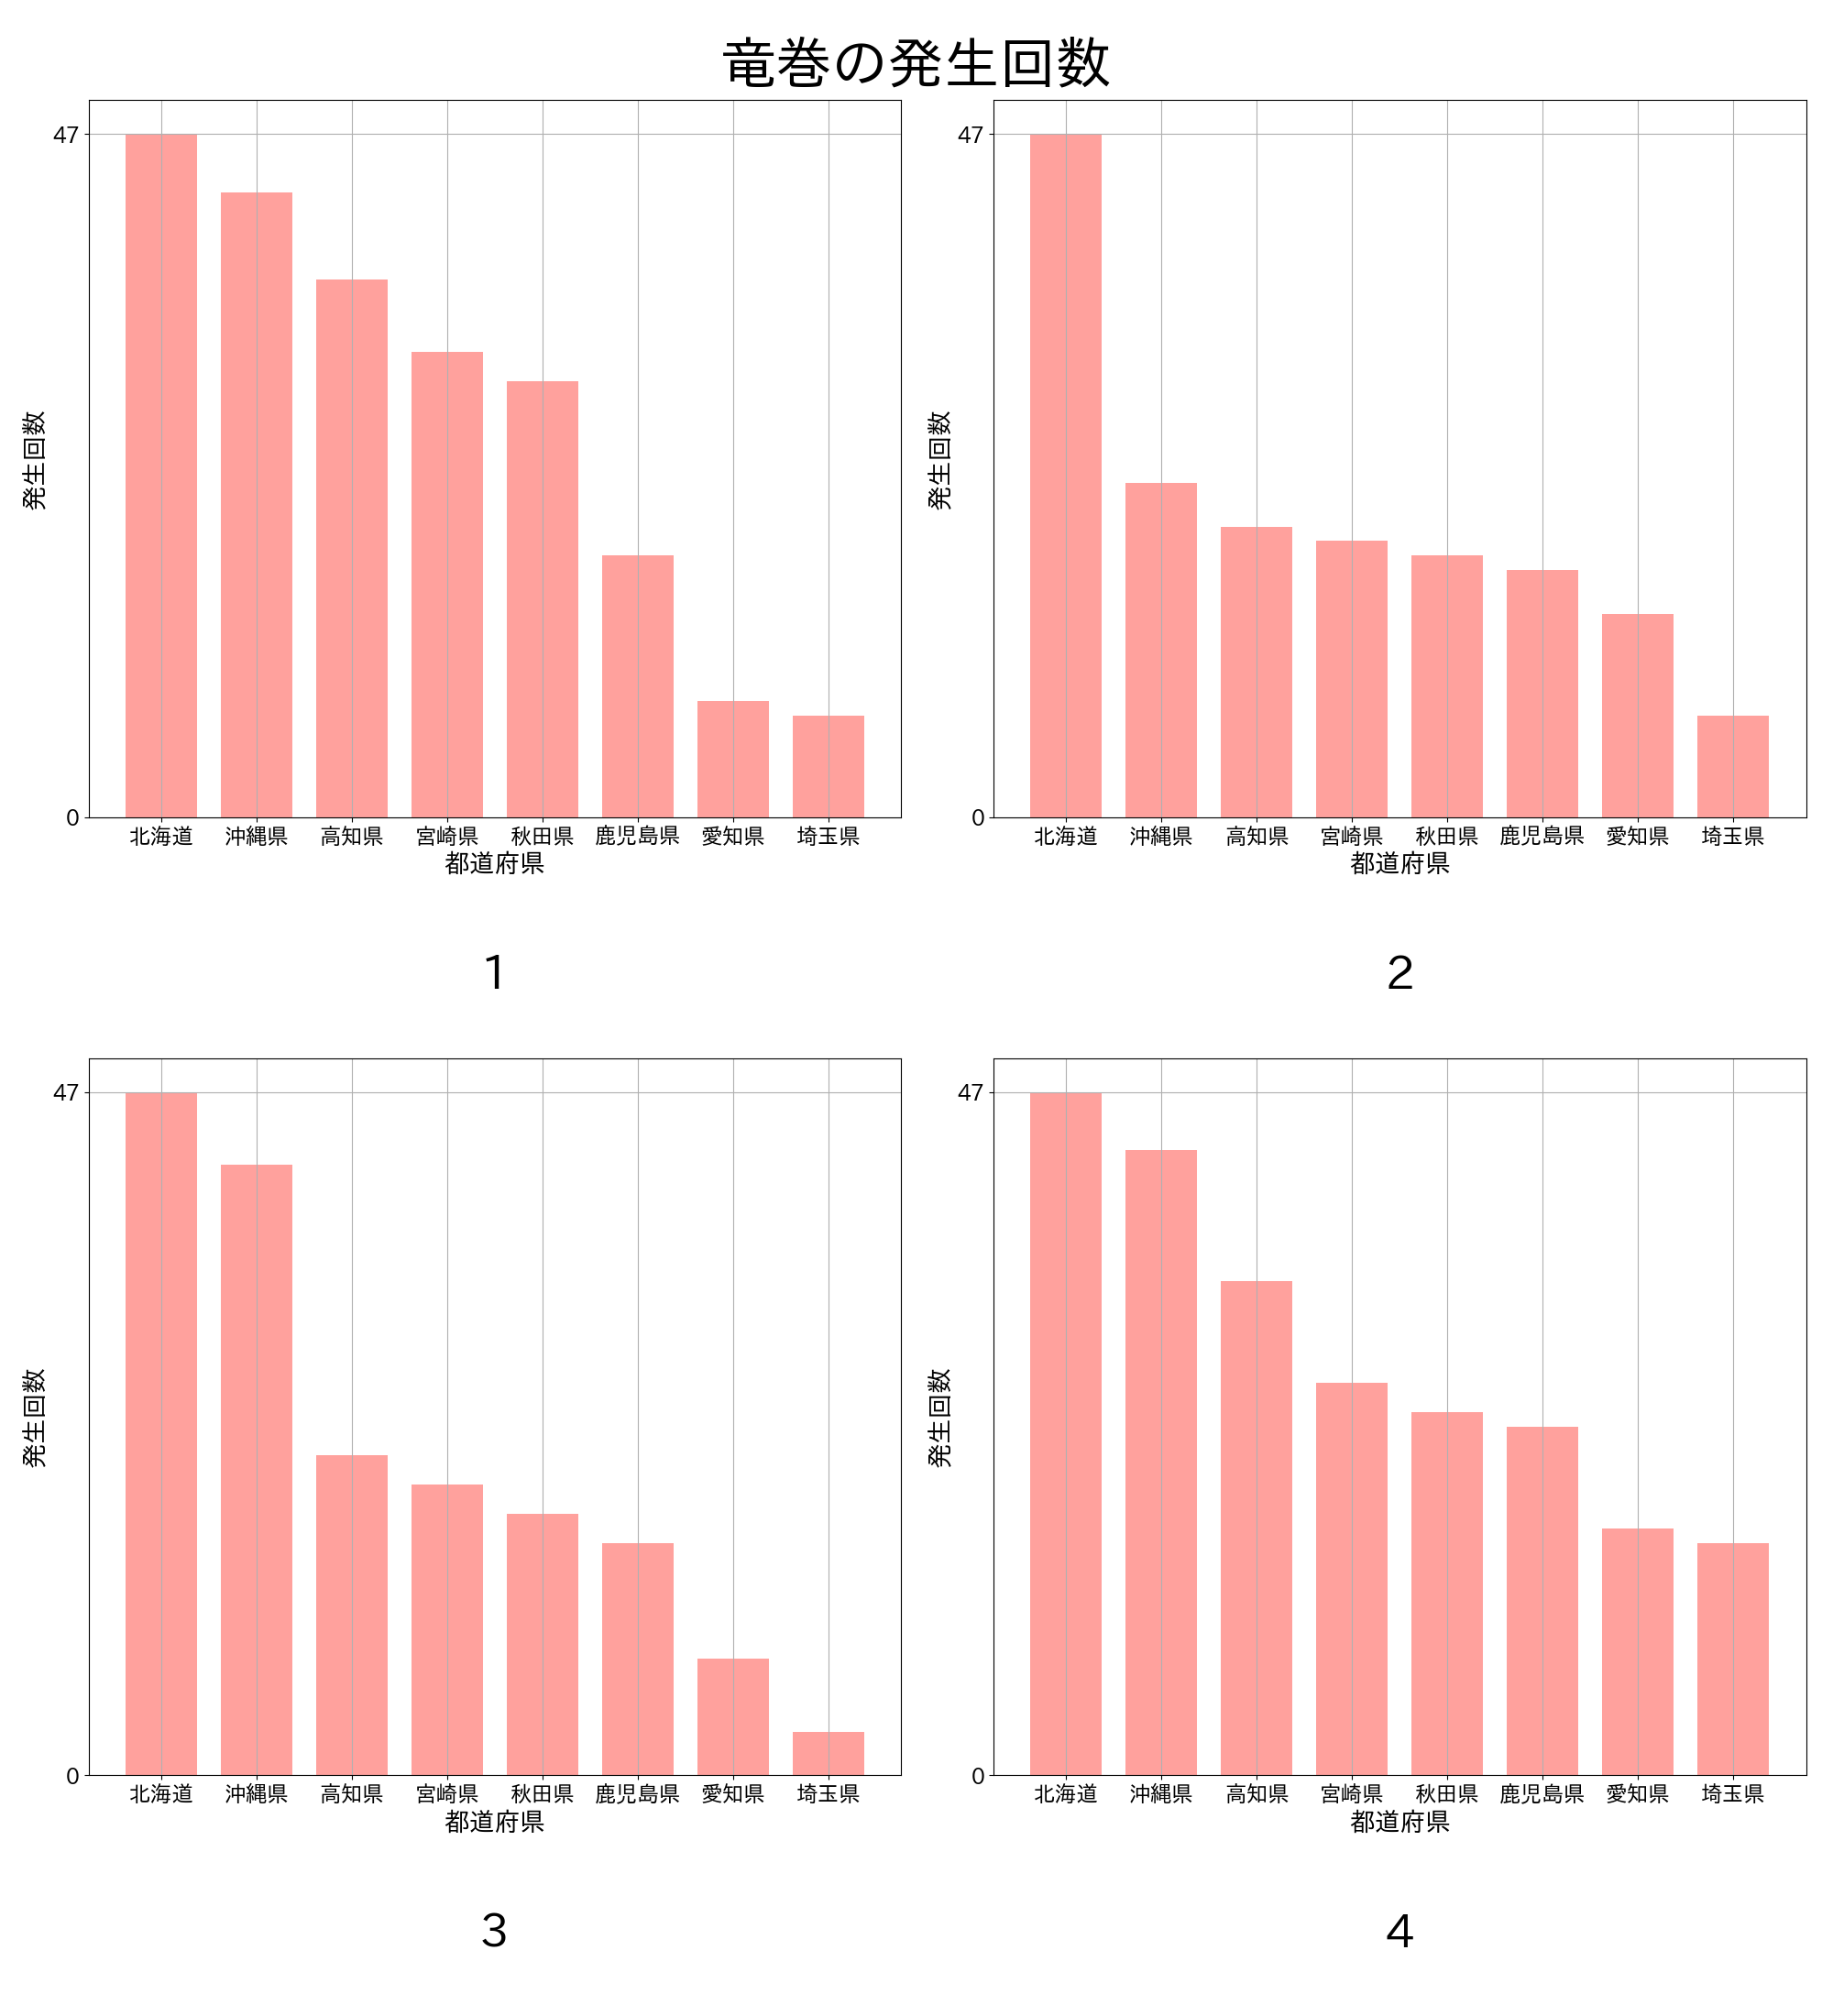 竜巻の発生回数
47
0
発生回数
北海道 沖縄県 高知県 宮崎県 秋田県 鹿児島県 愛知県 埼玉県
都道府県
1
47
0
発生回数
北海道 沖縄県 高知県 宮崎県 秋田県 鹿児島県 愛知県 埼玉県
都道府県
2
47
0
発生回数
北海道 沖縄県 高知県 宮崎県 秋田県 鹿児島県 愛知県 埼玉県
都道府県
3
47
0
発生回数
北海道 沖縄県 高知県 宮崎県 秋田県 鹿児島県 愛知県 埼玉県
都道府県
4